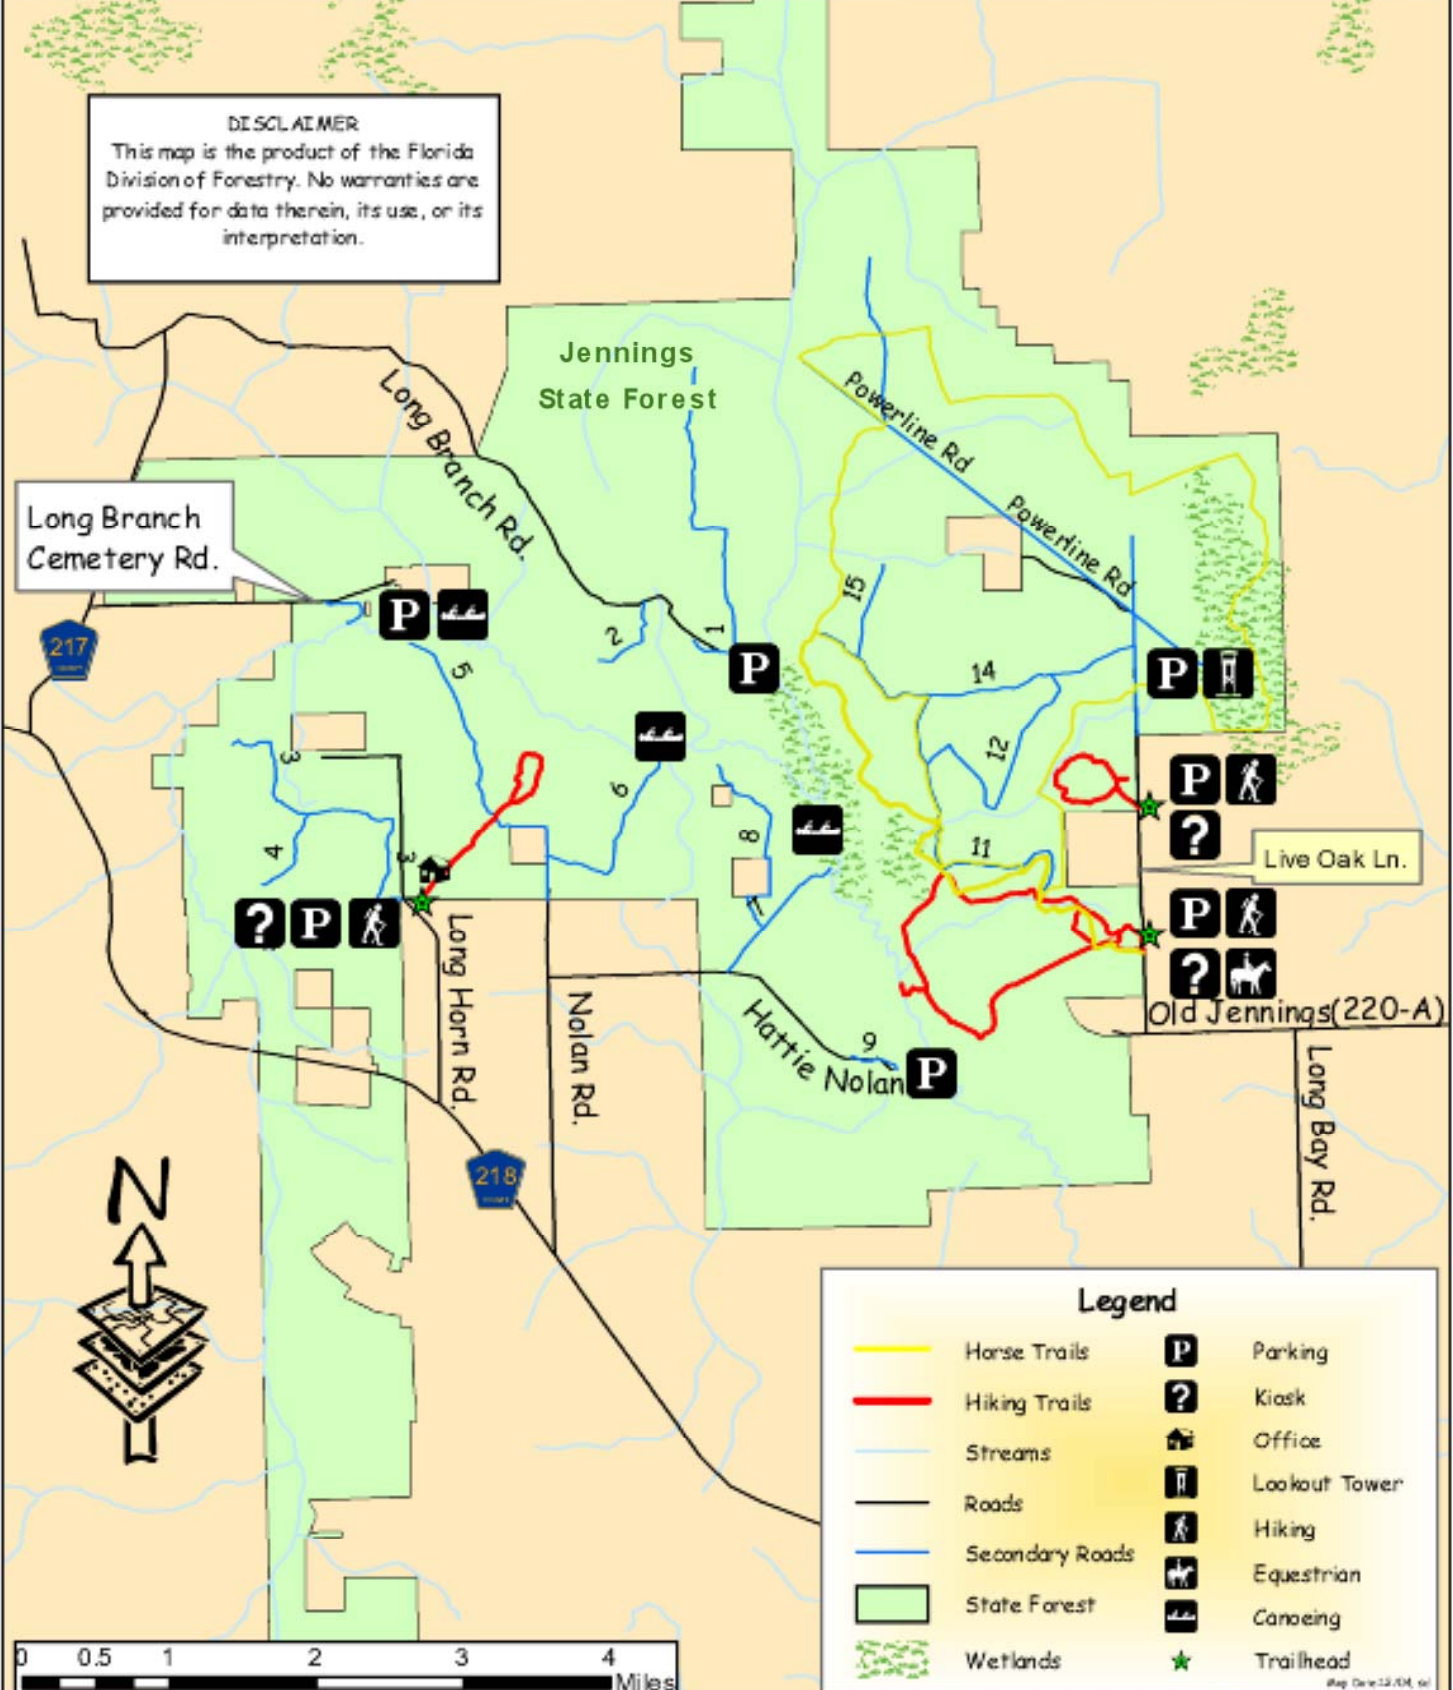 DISCLAIMER
This map is the product of the Florida
Division of Forestry. No warranties are
provided for data therein, its use, or its
interpretation.
Jennings
State Forest
Long Branch Rd.
Powerline Rd
Powerline Rd
Long Branch
Cemetery Rd.
P
15
2
1
217
5
P
14
P
3
12
P
6
?
8
11
4
3
Live Oak Ln.
7
P
? P
?
Long Horn Rd.
Nolan Rd.
Hattie Nolan
9
P
Old Jennings(220-A)
Long Bay Rd.
218
N
Legend
Horse Trails
P
Parking
Hiking Trails
?
Kiosk
Streams
Office
Roads
Lookout Tower
Secondary Roads
Hiking
State Forest
Equestrian
Wetlands
Canoeing
Trailhead
0 0.5 1 2 3 4
Miles